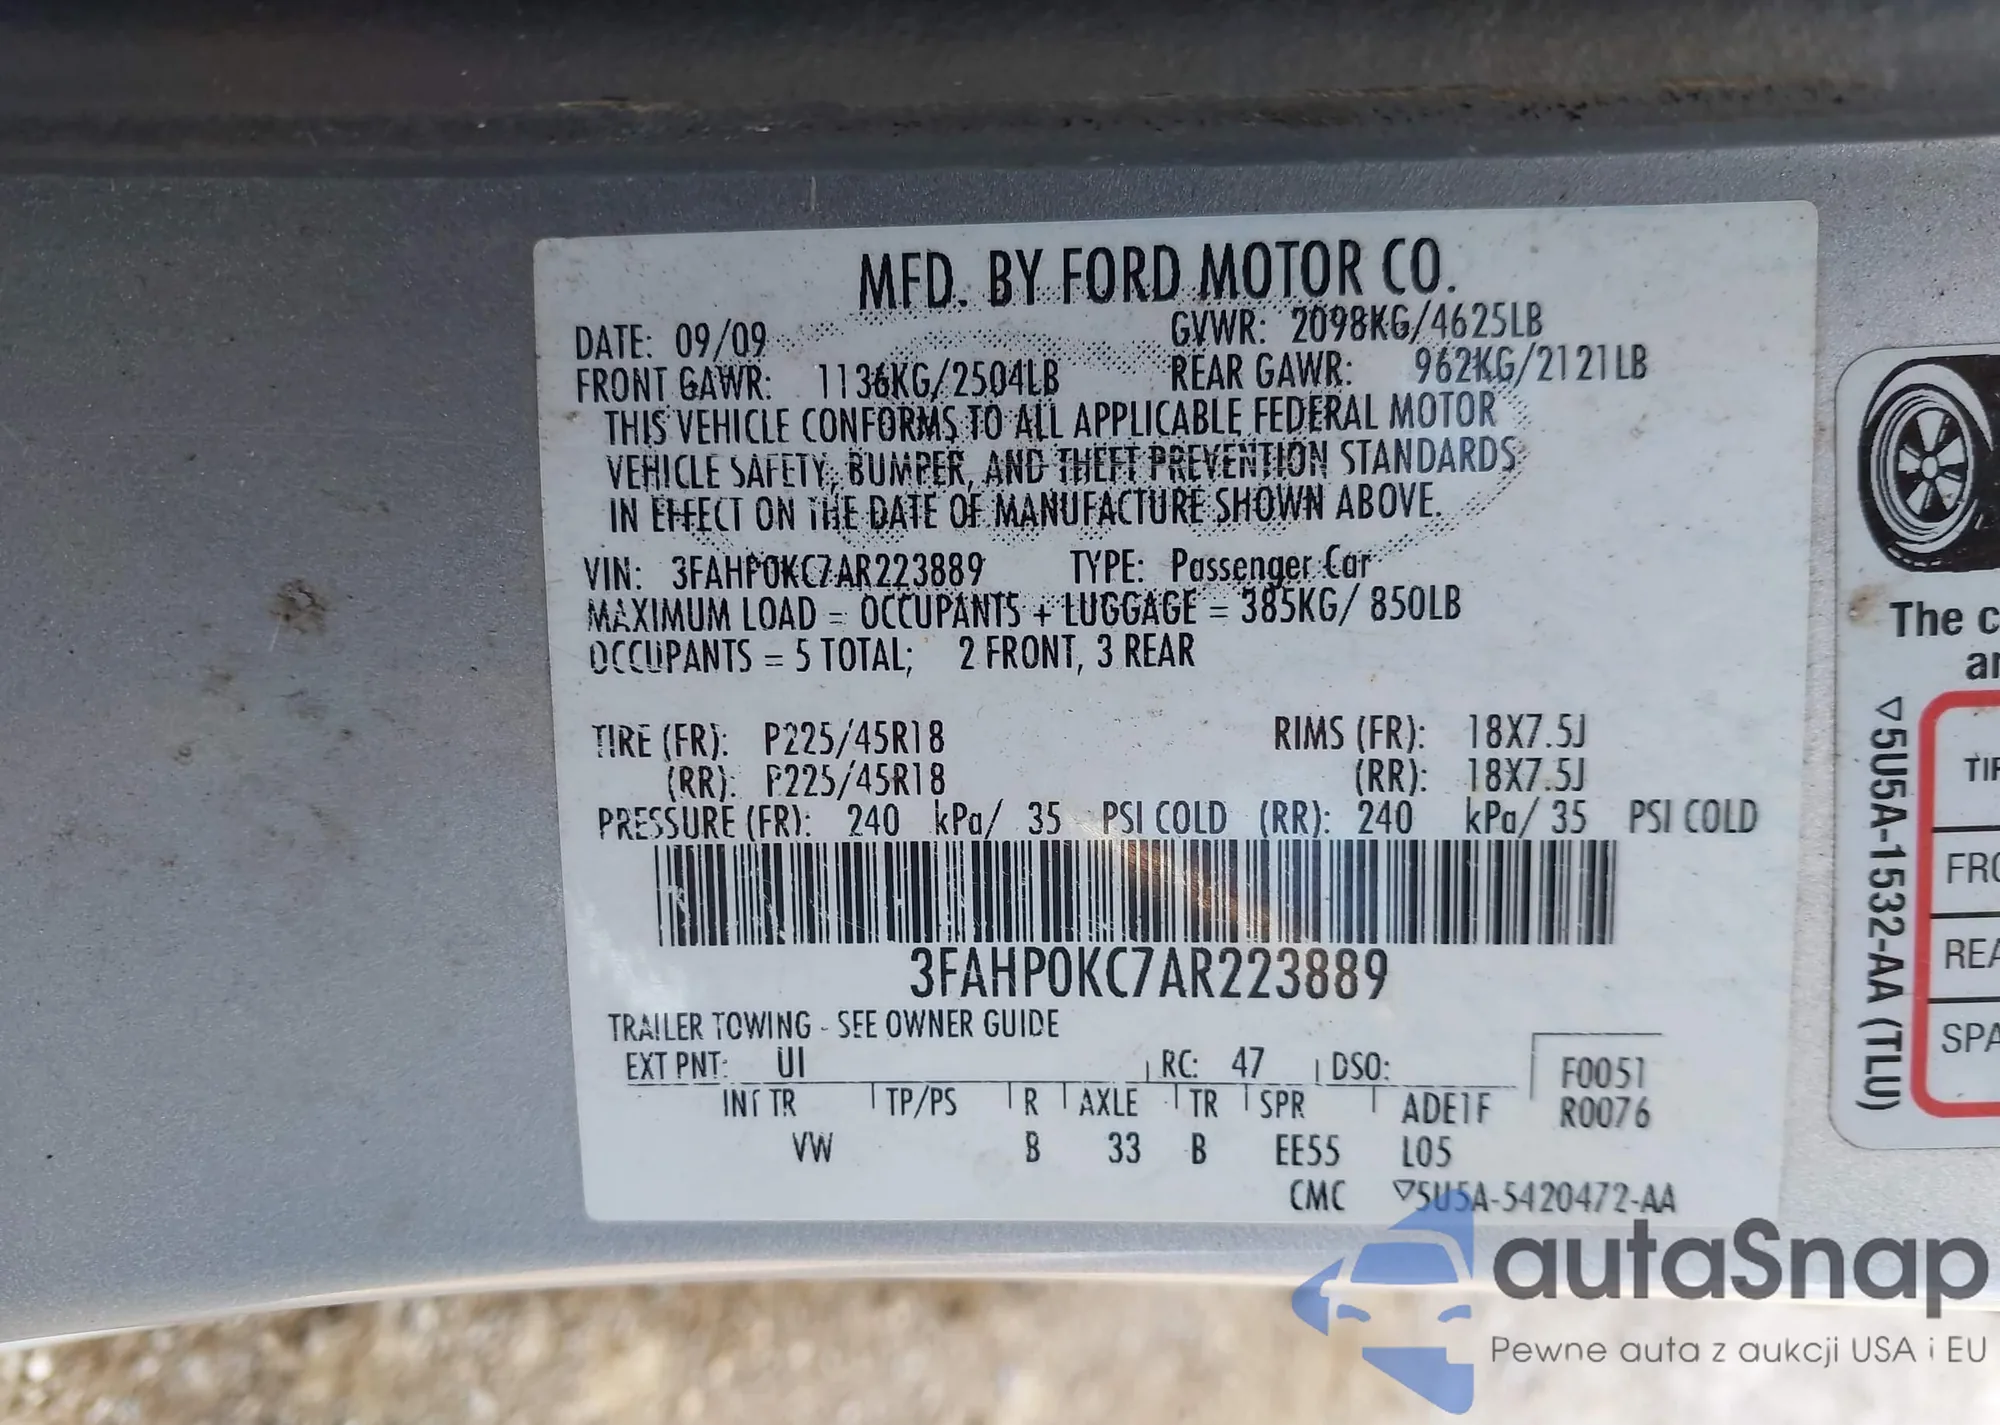 MFD. BY FORD MOTOR CO.
DATE: 09/09 GVWR: 2098KG/4625LB
FRONT GAWR: 1136KG/2504LB REAR GAWR: 962KG/2121LB
THIS VEHICLE CONFORMS TO ALL APPLICABLE FEDERAL MOTOR
VEHICLE SAFETY, BUMPER, AND THEFT PREVENTION STANDARDS
IN EFFECT ON THE DATE OF MANUFACTURE SHOWN ABOVE.
VIN: 3FAHP0KC7AR223889 TYPE: Passenger Car
MAXIMUM LOAD = OCCUPANTS + LUGGAGE = 385KG/ 850LB
OCCUPANTS = 5 TOTAL; 2 FRONT, 3 REAR
TIRE (FR): P225/45R18 RIMS (FR): 18X7.5J
(RR): P225/45R18 (RR): 18X7.5J
PRESSURE (FR): 240 kPa/ 35 PSI COLD (RR): 240 kPa/ 35 PSI COLD
3FAHP0KC7AR223889
TRAILER TOWING - SEE OWNER GUIDE
EXT PNT: UI RC: 47 DSO:
F0051
INT TR TP/PS R AXLE TR SPR ADE1F R0076
VW B 33 B EE55 L05
CMC ▽5U5A-5420472-AA
The c
an
▽5U5A-1532-AA (TLU)
TIR
FRO
REA
SPA
autaSnap
Pewne auta z aukcji USA i EU